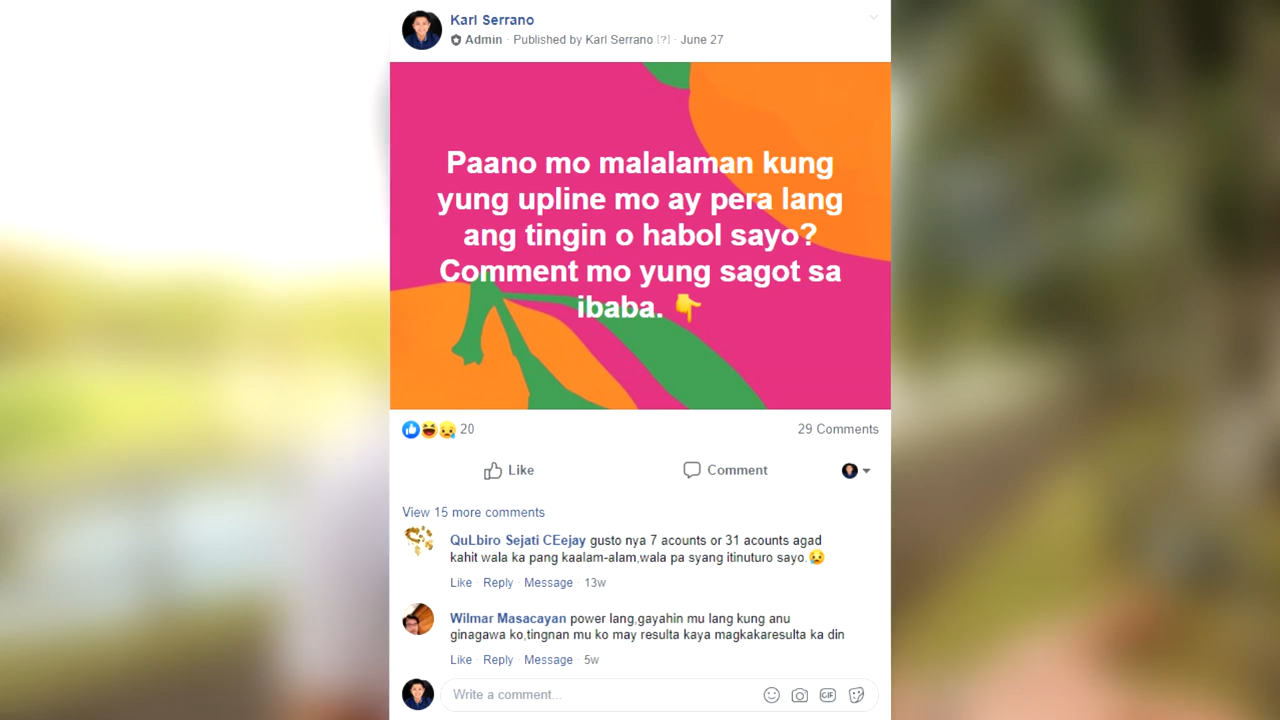 Karl Serrano
Admin · Published by Karl Serrano [?] · June 27
Paano mo malalaman kung
yung upline mo ay pera lang
ang tingin o habol sayo?
Comment mo yung sagot sa
ibaba. 👇
20
29 Comments
Like
Comment
View 15 more comments
QuLbiro Sejati CEejay gusto nya 7 acounts or 31 acounts agad
kahit wala ka pang kaalam-alam,wala pa syang itinuturo sayo.😥
Like · Reply · Message · 13w
Wilmar Masacayan power lang,gayahin mu lang kung anu
ginagawa ko,tingnan mu ko may resulta kaya magkakaresulta ka din
Like · Reply · Message · 5w
Write a comment...
GIF